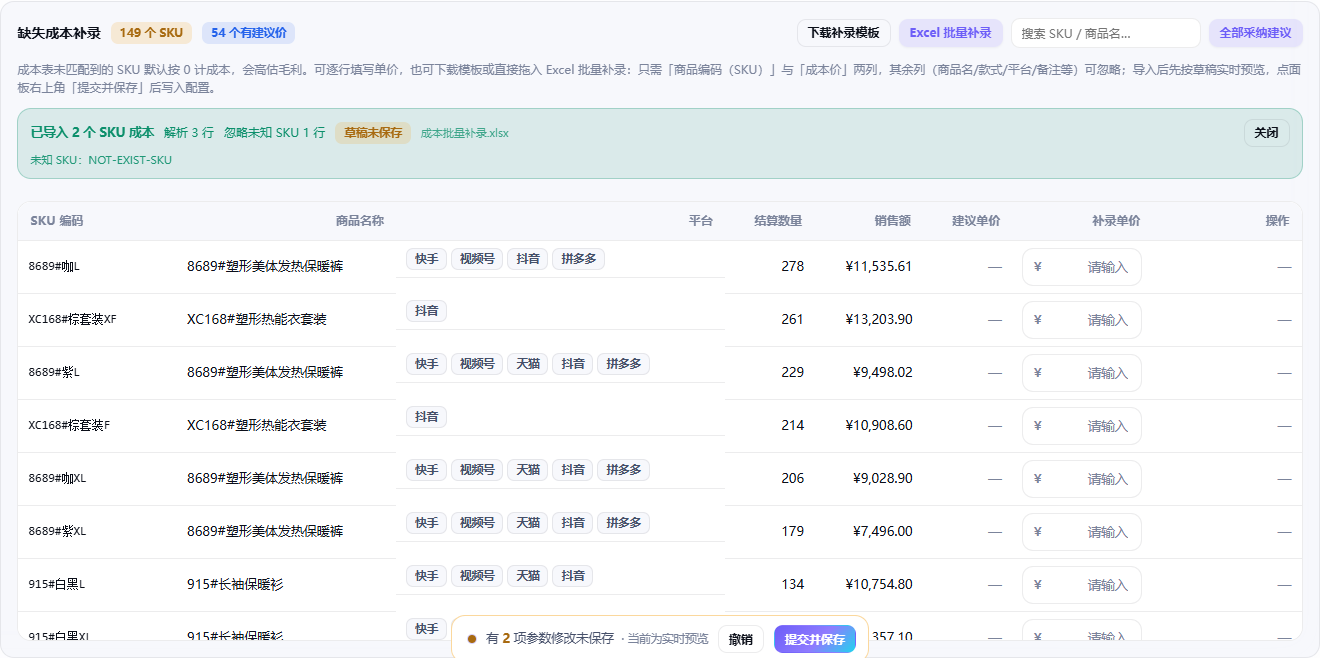 缺失成本补录 149 个 SKU 54 个有建议价 下载补录模板 Excel 批量补录 搜索 SKU / 商品名... 全部采纳建议
成本表未匹配到的 SKU 默认按 0 计成本，会高估毛利。可逐行填写单价，也可下载模板或直接拖入 Excel 批量补录：只需「商品编码（SKU）」与「成本价」两列，其余列（商品名/款式/平台/备注等）可忽略；导入后先按草稿实时预览，点面
板右上角「提交并保存」后写入配置。
已导入 2 个 SKU 成本 解析 3 行 忽略未知 SKU 1 行 草稿未保存 成本批量补录.xlsx 关闭
未知 SKU：NOT-EXIST-SKU
SKU 编码 商品名称 平台 结算数量 销售额 建议单价 补录单价 操作
8689#咖L 8689#塑形美体发热保暖裤 快手 视频号 抖音 拼多多 278 ¥11,535.61 — ¥ 请输入 —
XC168#棕套装XF XC168#塑形热能衣套装 抖音 261 ¥13,203.90 — ¥ 请输入 —
8689#紫L 8689#塑形美体发热保暖裤 快手 视频号 天猫 抖音 拼多多 229 ¥9,498.02 — ¥ 请输入 —
XC168#棕套装F XC168#塑形热能衣套装 抖音 214 ¥10,908.60 — ¥ 请输入 —
8689#咖XL 8689#塑形美体发热保暖裤 快手 视频号 天猫 抖音 拼多多 206 ¥9,028.90 — ¥ 请输入 —
8689#紫XL 8689#塑形美体发热保暖裤 快手 视频号 天猫 抖音 拼多多 179 ¥7,496.00 — ¥ 请输入 —
915#白黑L 915#长袖保暖衫 快手 视频号 天猫 抖音 134 ¥10,754.80 — ¥ 请输入 —
915#白黑XL 915#长袖保暖衫 快手 357.10 — ¥ 请输入 —
有 2 项参数修改未保存 · 当前为实时预览 撤销 提交并保存